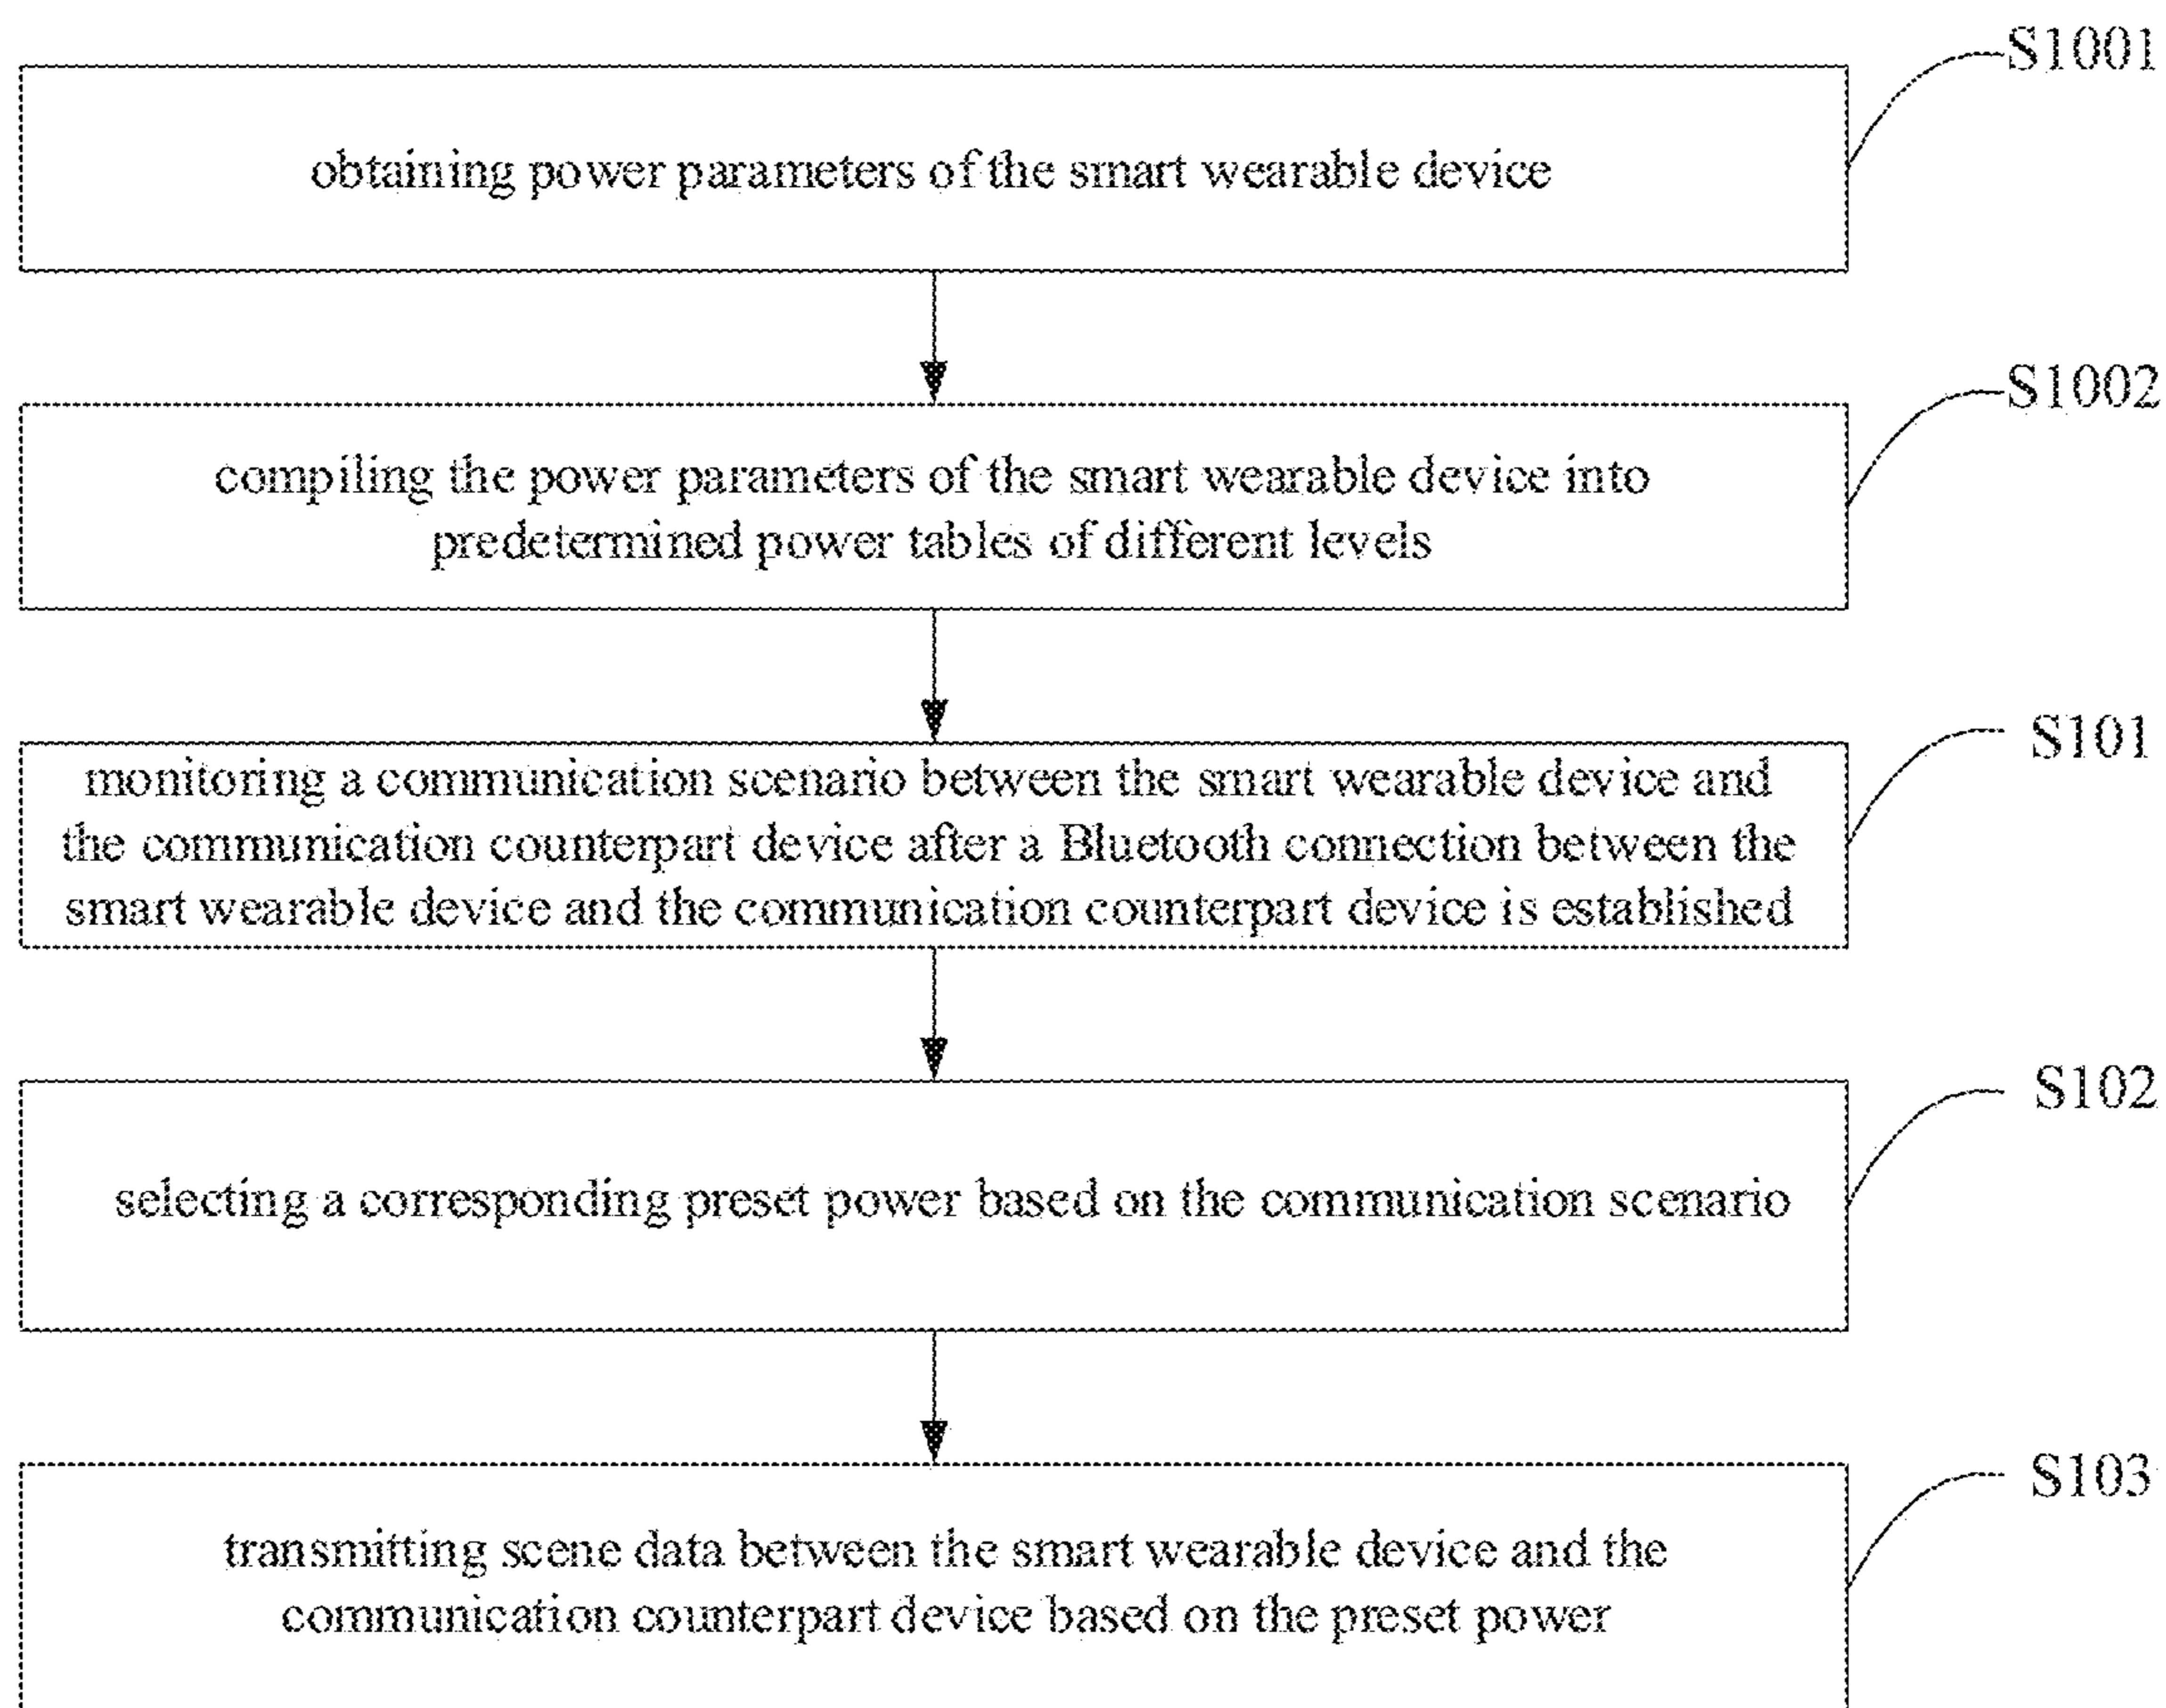 S1001
obtaining power parameters of the smart wearable device
S1002
compiling the power parameters of the smart wearable device into
predetermined power tables of different levels
S101
monitoring a communication scenario between the smart wearable device and
the communication counterpart device after a Bluetooth connection between the
smart wearable device and the communication counterpart device is established
S102
selecting a corresponding preset power based on the communication scenario
S103
transmitting scene data between the smart wearable device and the
communication counterpart device based on the preset power